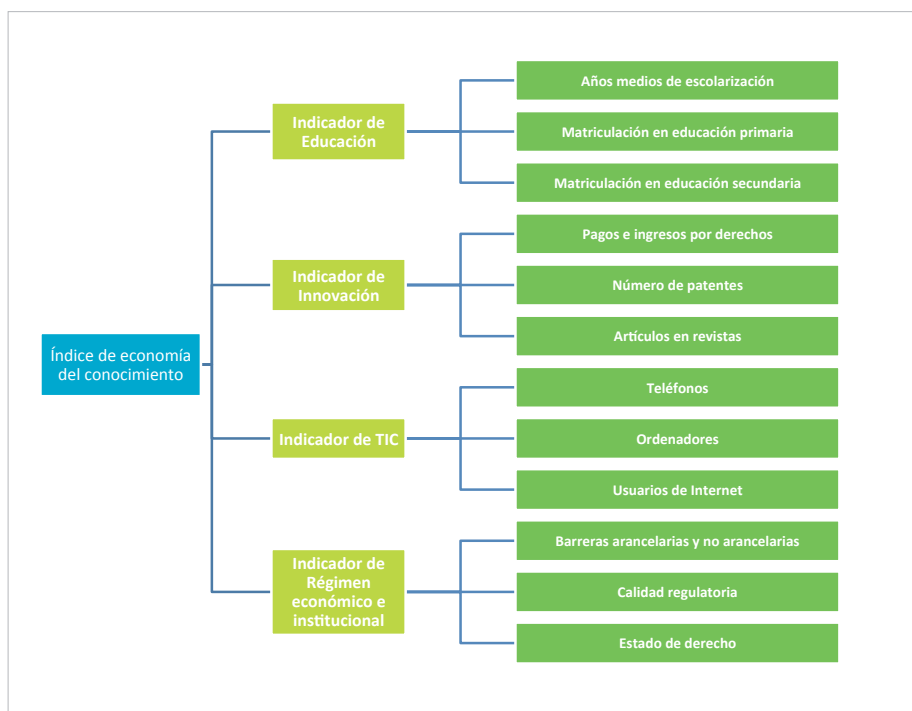 Índice de economía
del conocimiento
Indicador de
Educación
Años medios de escolarización
Matriculación en educación primaria
Matriculación en educación secundaria
Indicador de
Innovación
Pagos e ingresos por derechos
Número de patentes
Artículos en revistas
Indicador de TIC
Teléfonos
Ordenadores
Usuarios de Internet
Indicador de
Régimen
económico e
institucional
Barreras arancelarias y no arancelarias
Calidad regulatoria
Estado de derecho